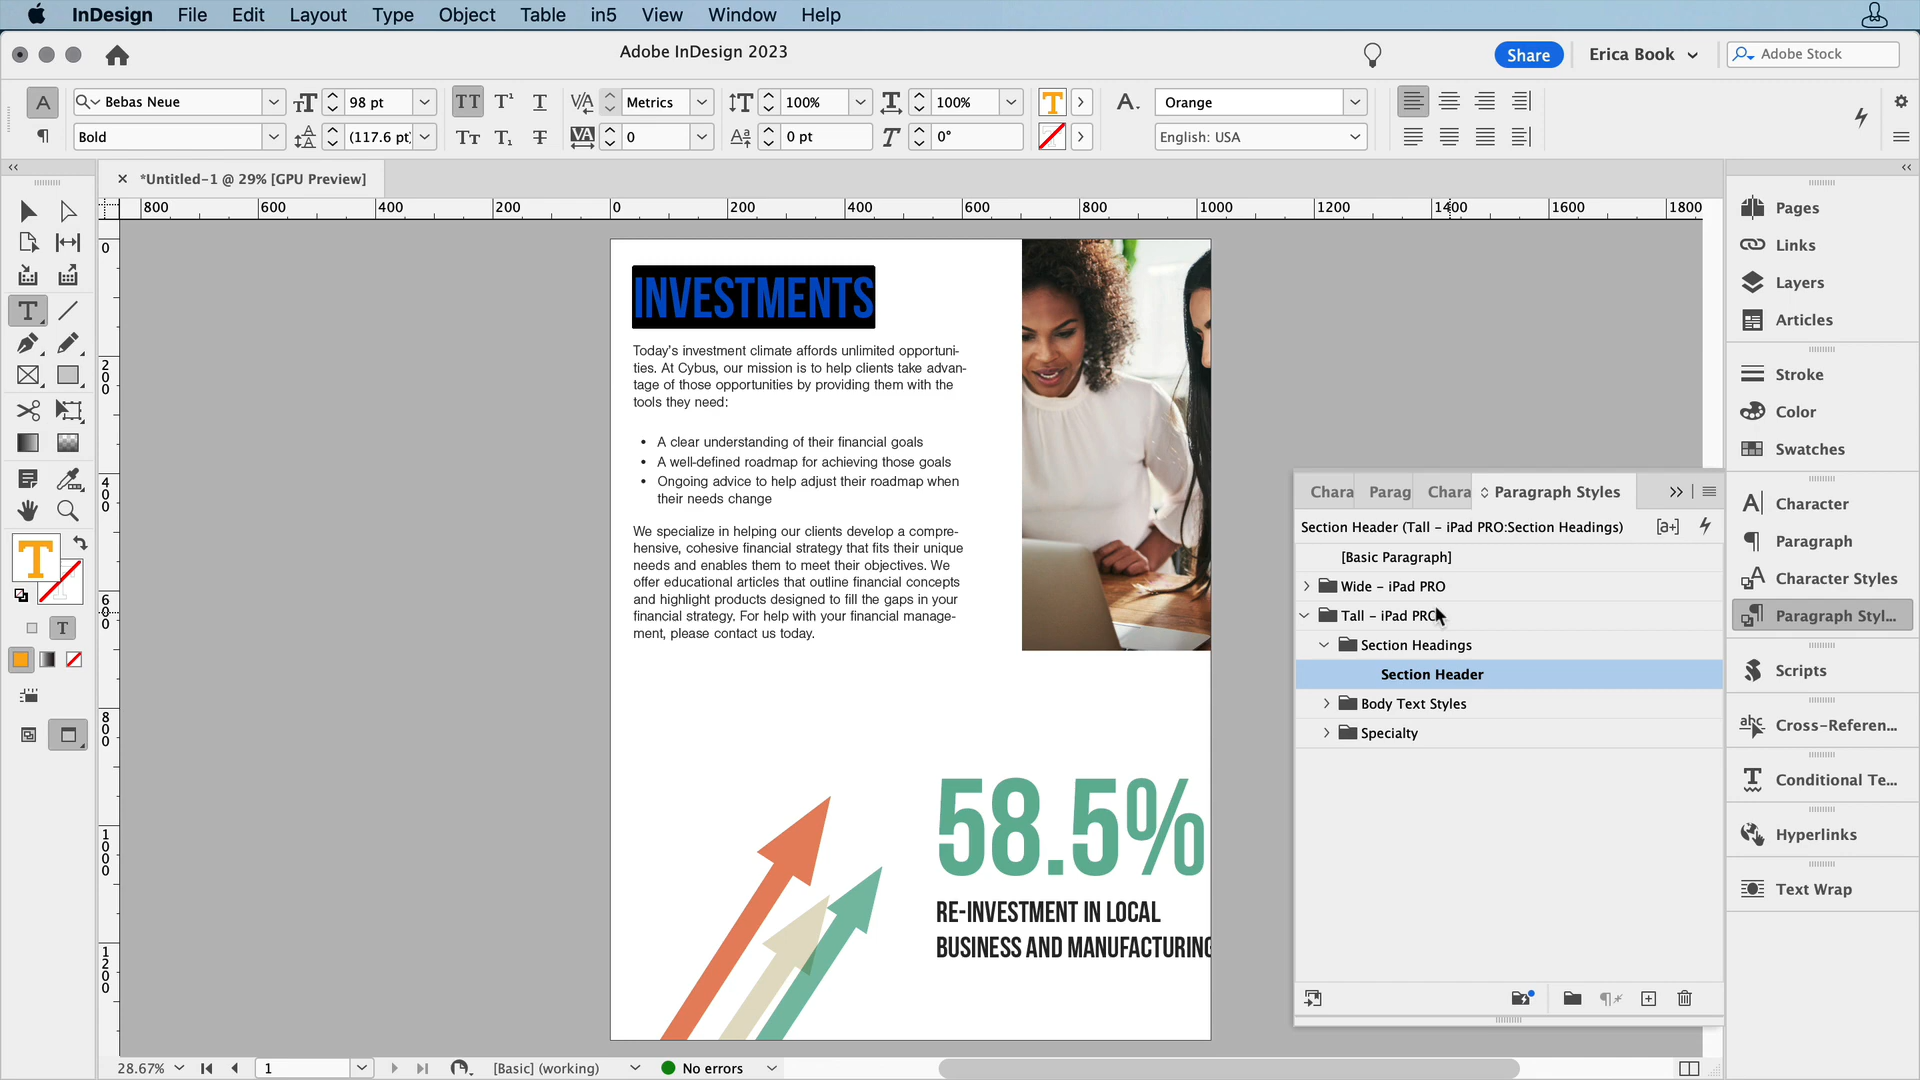 InDesign File Edit Layout Type Object Table in5 View Window Help
Adobe InDesign 2023
Share
Erica Book
Adobe Stock
A
Bebas Neue
98 pt
Metrics
100%
100%
Orange
Bold
(117.6 pt
0
0 pt
0°
English: USA
*Untitled-1 @ 29% [GPU Preview]
800 600 400 200 0 200 400 600 800 1000 1200 1400 1600 1800
0
200
400
600
800
1000
1200
INVESTMENTS
Today's investment climate affords unlimited opportuni-
ties. At Cybus, our mission is to help clients take advan-
tage of those opportunities by providing them with the
tools they need:
• A clear understanding of their financial goals
• A well-defined roadmap for achieving those goals
• Ongoing advice to help adjust their roadmap when
their needs change
We specialize in helping our clients develop a compre-
hensive, cohesive financial strategy that fits their unique
needs and enables them to meet their objectives. We
offer educational articles that outline financial concepts
and highlight products designed to fill the gaps in your
financial strategy. For help with your financial manage-
ment, please contact us today.
58.5%
RE-INVESTMENT IN LOCAL
BUSINESS AND MANUFACTURING
Chara Parag Chara Paragraph Styles
Section Header (Tall - iPad PRO:Section Headings)
[a+]
[Basic Paragraph]
Wide - iPad PRO
Tall - iPad PRO
Section Headings
Section Header
Body Text Styles
Specialty
Pages
Links
Layers
Articles
Stroke
Color
Swatches
Character
Paragraph
Character Styles
Paragraph Styl...
Scripts
Cross-Referen...
Conditional Te...
Hyperlinks
Text Wrap
28.67%
1
[Basic] (working)
No errors